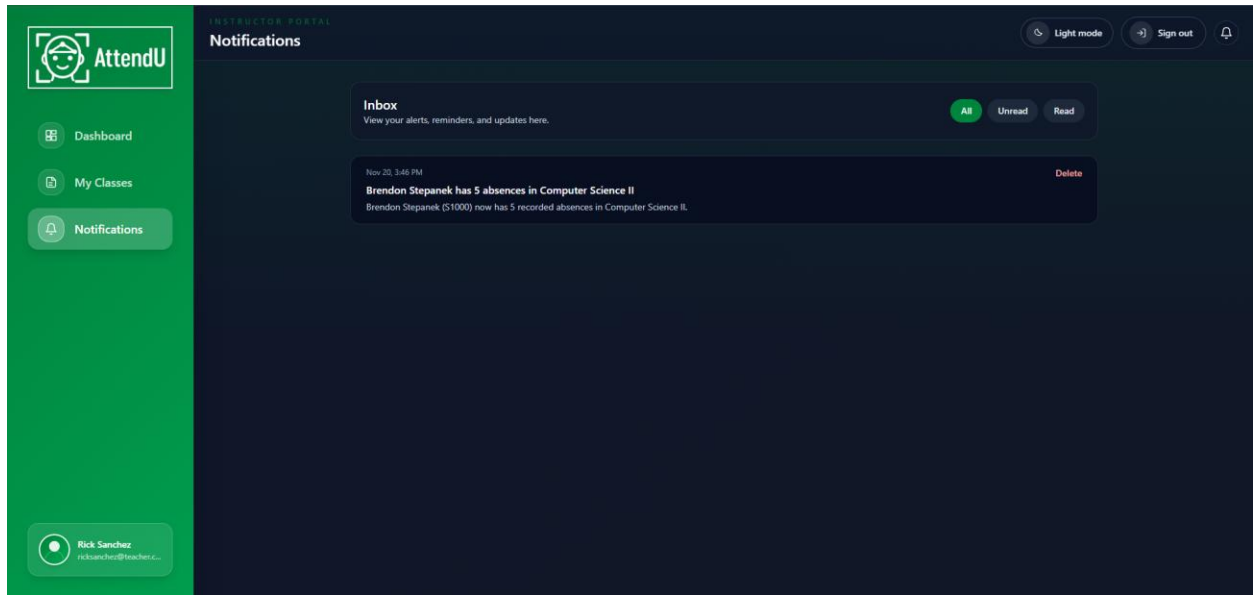 AttendU
Dashboard
My Classes
Notifications
Rick Sanchez
ricksanchez@teacher.c...
INSTRUCTOR PORTAL
Notifications
Light mode
Sign out
Inbox
View your alerts, reminders, and updates here.
All
Unread
Read
Nov 20, 3:46 PM
Delete
Brendon Stepanek has 5 absences in Computer Science II
Brendon Stepanek (S1000) now has 5 recorded absences in Computer Science II.